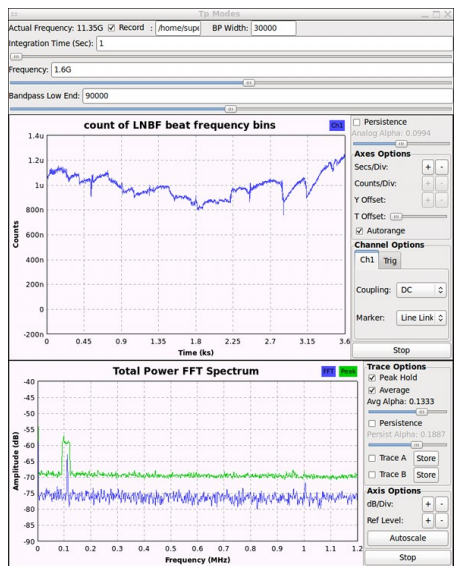 Tp Modes
Actual Frequency: 11.35G Record : /home/supe BP Width: 30000
Integration Time (Sec): 1
Frequency: 1.6G
Bandpass Low End: 90000
count of LNBF beat frequency bins Ch1
1.4u
1.2u
1u
800n
600n
400n
200n
0
-200n
Counts
0 0.45 0.9 1.35 1.8 2.25 2.7 3.15 3.6
Time (ks)
Persistence
Analog Alpha: 0.0994
Axes Options
Secs/Div: + -
Counts/Div: + -
Y Offset: + -
T Offset:
Autorange
Channel Options
Ch1 Trig
Coupling: DC
Marker: Line Link
Stop
Total Power FFT Spectrum FFT Peak
-40
-45
-50
-55
-60
-65
-70
-75
-80
-85
-90
Amplitude (dB)
0 0.1 0.2 0.3 0.4 0.5 0.6 0.7 0.8 0.9 1 1.1 1.2
Frequency (MHz)
Trace Options
Peak Hold
Average
Avg Alpha: 0.1333
Persistence
Persist Alpha: 0.1887
Trace A Store
Trace B Store
Axis Options
dB/Div: + -
Ref Level: + -
Autoscale
Stop